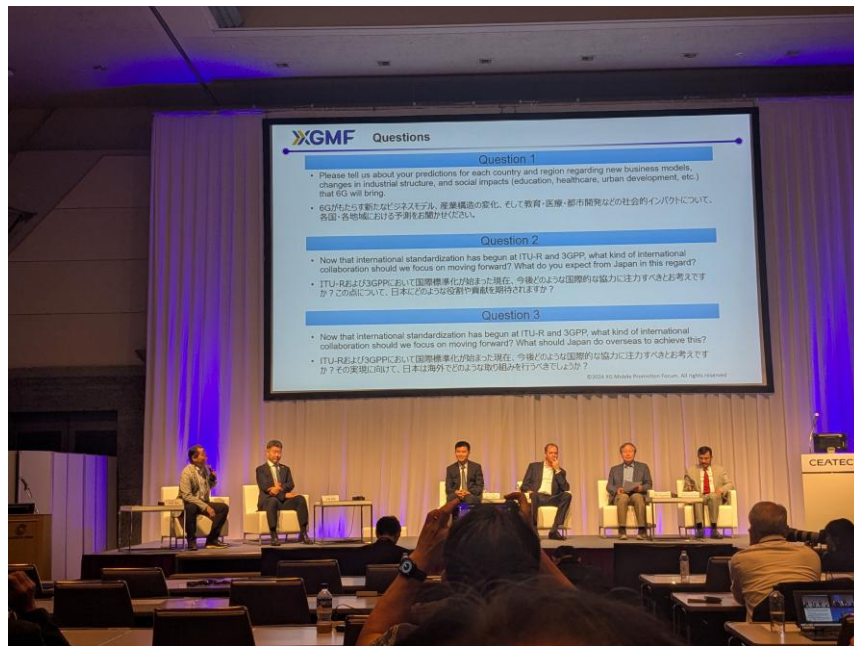 XGMF Questions
Question 1
• Please tell us about your predictions for each country and region regarding new business models,
changes in industrial structure, and social impacts (education, healthcare, urban development, etc.)
that 6G will bring.
• 6Gがもたらす新たなビジネスモデル、産業構造の変化、そして教育・医療・都市開発などの社会的インパクトについて、
各国・各地域における予測をお聞かせください。
Question 2
• Now that international standardization has begun at ITU-R and 3GPP, what kind of international
collaboration should we focus on moving forward? What do you expect from Japan in this regard?
• ITU-Rおよび3GPPにおいて国際標準化が始まった現在、今後どのような国際的な協力に注力すべきとお考えです
か？この点について、日本にどのような役割や貢献を期待されますか？
Question 3
• Now that international standardization has begun at ITU-R and 3GPP, what kind of international
collaboration should we focus on moving forward? What should Japan do overseas to achieve this?
• ITU-Rおよび3GPPにおいて国際標準化が始まった現在、今後どのような国際的な協力に注力すべきとお考えです
か？その実現に向けて、日本は海外でどのような取り組みを行うべきでしょうか？
©2024 XG Mobile Promotion Forum. All rights reserved
CEATEC